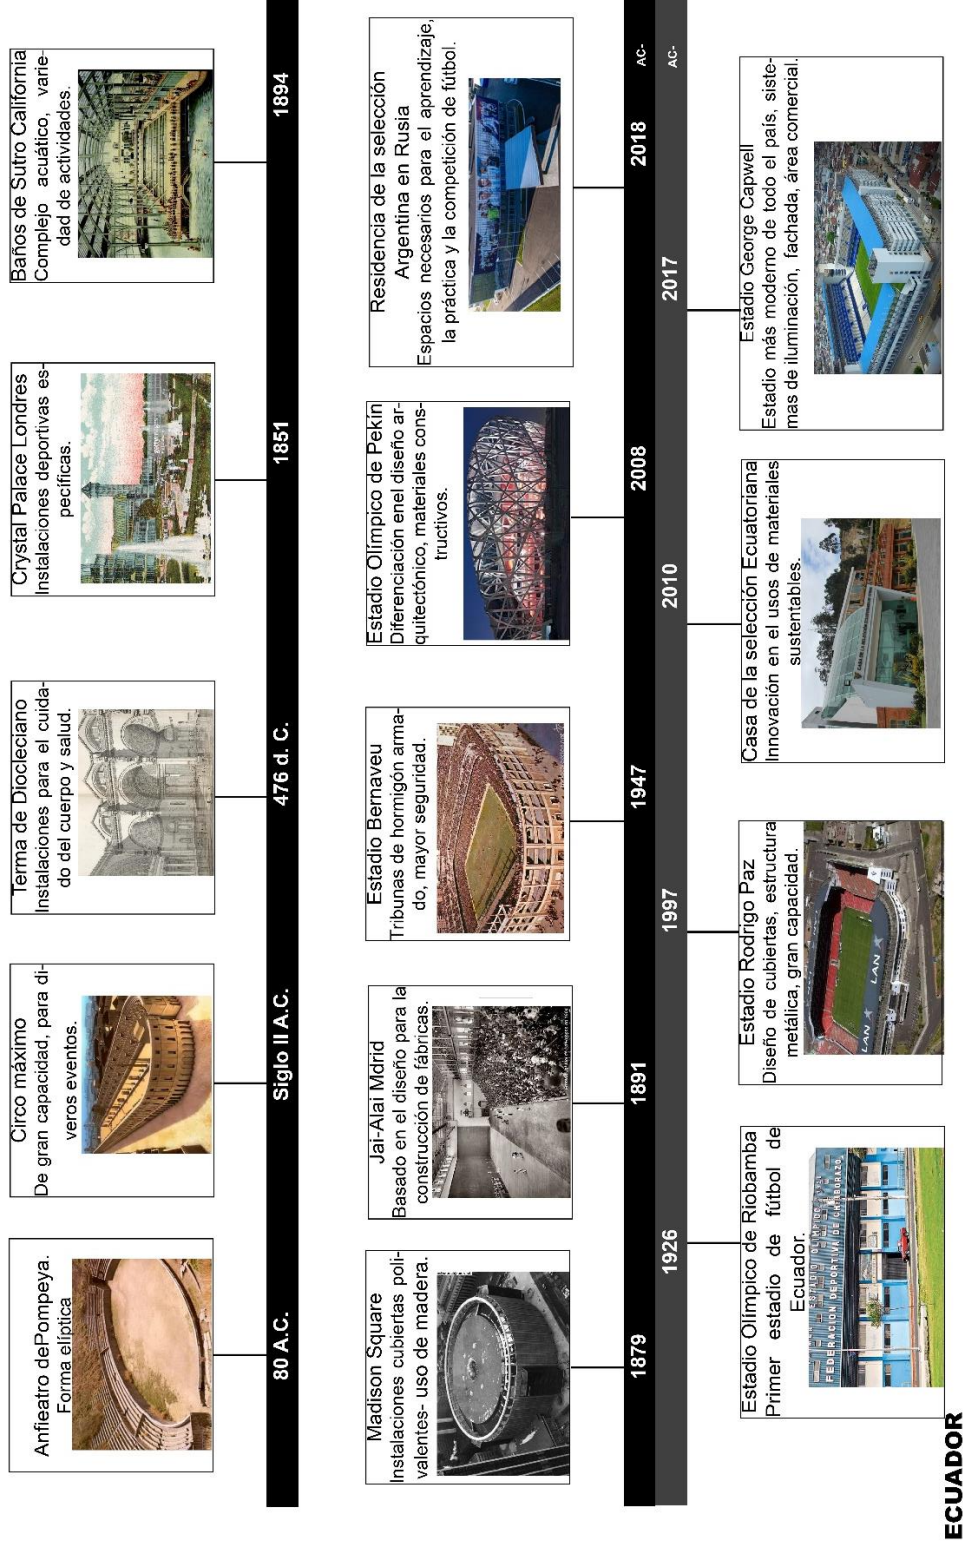 Anfieatro dePompeya.
Forma elíptica
80 A.C.
Circo máximo
De gran capacidad, para di-
veros eventos.
Siglo II A.C.
Terma de Diocleciano
Instalaciones para el cuida-
do del cuerpo y salud.
476 d. C.
Crystal Palace Londres
Instalaciones deportivas es-
pecíficas.
1851
Baños de Sutro California
Complejo acuático, varie-
dad de actividades.
1894
Madison Square
Instalaciones cubiertas poli-
valentes- uso de madera.
1879
Jai-Alai Mdrid
Basado en el diseño para la
construcción de fábricas.
1891
Estadio Bernaveu
Tribunas de hormigón arma-
do, mayor seguridad.
1947
Estadio Olímpico de Pekín
Diferenciación enel diseño ar-
quitectónico, materiales cons-
tructivos.
2008
Residencia de la selección
Argentina en Rusia
Espacios necesarios para el aprendizaje,
la práctica y la competición de fútbol.
2018
AC-
1926
Estadio Olímpico de Riobamba
Primer estadio de fútbol de
Ecuador.
FEDERACION DEPORTIVA DE CHIMBORAZO
1997
Estadio Rodrigo Paz
Diseño de cubiertas, estructura
metálica, gran capacidad.
LAN
LAN
2010
Casa de la selección Ecuatoriana
Innovación en el usos de materiales
sustentables.
2017
Estadio George Capwell
Estadio más moderno de todo el país, siste-
mas de iluminación, fachada, área comercial.
AC-
ECUADOR